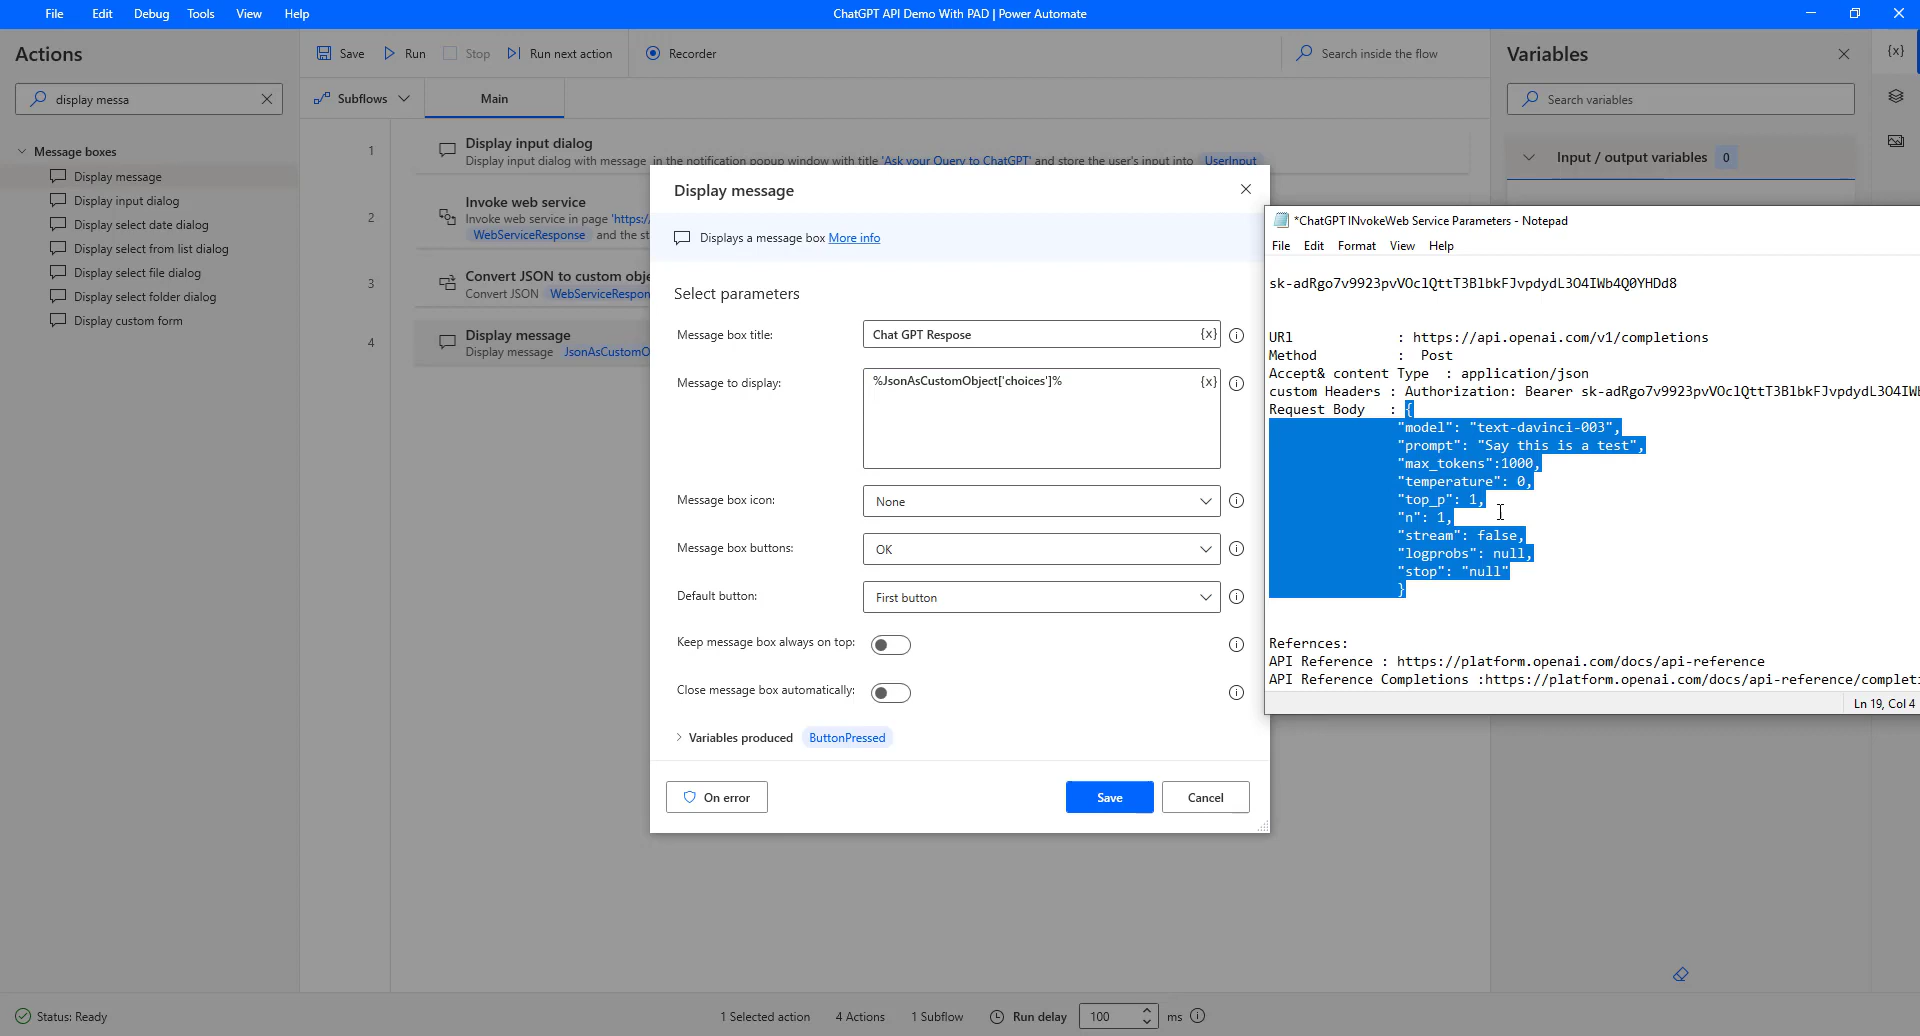 File Edit Debug Tools View Help
ChatGPT API Demo With PAD | Power Automate
Actions
display messa
Message boxes
Display message
Display input dialog
Display select date dialog
Display select from list dialog
Display select file dialog
Display select folder dialog
Display custom form
Save Run Stop Run next action Recorder
Search inside the flow
Subflows Main
1
Display input dialog
Display input dialog with message in the notification popup window with title 'Ask your Query to ChatGPT' and store the user's input into UserInput
2
Invoke web service
Invoke web service in page 'https:/
WebServiceResponse and the st
3
Convert JSON to custom obje
Convert JSON WebServiceRespon
4
Display message
Display message JsonAsCustomO
Display message
Displays a message box More info
Select parameters
Message box title: Chat GPT Respose {x}
Message to display: %JsonAsCustomObject['choices']% {x}
Message box icon: None
Message box buttons: OK
Default button: First button
Keep message box always on top:
Close message box automatically:
Variables produced ButtonPressed
On error Save Cancel
Variables
{x}
Search variables
Input / output variables 0
*ChatGPT INvokeWeb Service Parameters - Notepad
File Edit Format View Help
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
URl : https://api.openai.com/v1/completions
Method : Post
Accept& content Type : application/json
custom Headers : Authorization: Bearer sk-adRgo7v9923pvVOclQttT3BlbkFJvpdydL3O4IWb
Request Body : {
"model": "text-davinci-003",
"prompt": "Say this is a test",
"max_tokens":1000,
"temperature": 0,
"top_p": 1,
"n": 1,
"stream": false,
"logprobs": null,
"stop": "null"
}
Refernces:
API Reference : https://platform.openai.com/docs/api-reference
API Reference Completions :https://platform.openai.com/docs/api-reference/completi
Ln 19, Col 4
Status: Ready
1 Selected action 4 Actions 1 Subflow Run delay 100 ms